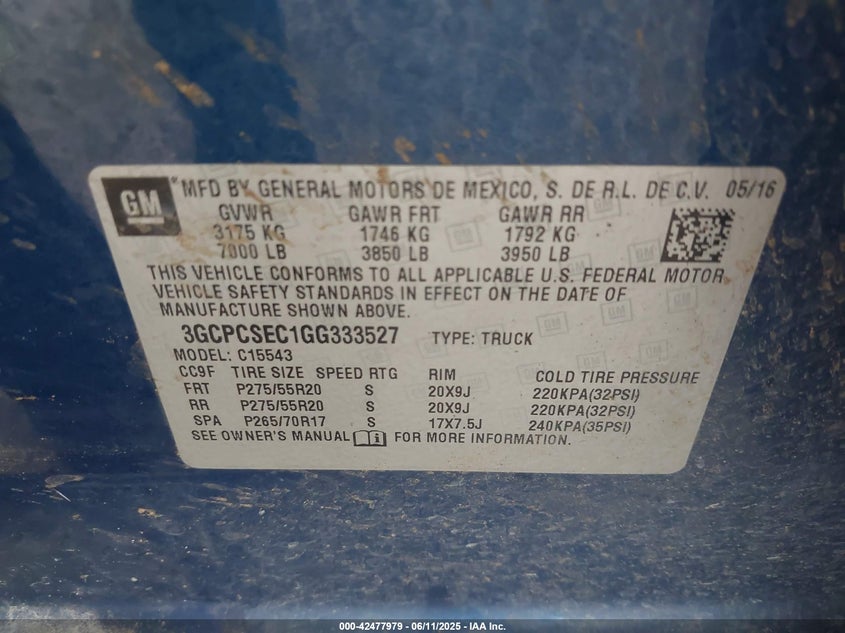 GM ® MFD BY GENERAL MOTORS DE MEXICO, S. DE R.L. DE C.V. 05/16
GVWR GAWR FRT GAWR RR
3175 KG 1746 KG 1792 KG
7000 LB 3850 LB 3950 LB
THIS VEHICLE CONFORMS TO ALL APPLICABLE U.S. FEDERAL MOTOR
VEHICLE SAFETY STANDARDS IN EFFECT ON THE DATE OF
MANUFACTURE SHOWN ABOVE.
3GCPCSEC1GG333527 TYPE: TRUCK
MODEL: C15543
CC9F TIRE SIZE SPEED RTG RIM COLD TIRE PRESSURE
FRT P275/55R20 S 20X9J 220KPA(32PSI)
RR P275/55R20 S 20X9J 220KPA(32PSI)
SPA P265/70R17 S 17X7.5J 240KPA(35PSI)
SEE OWNER'S MANUAL FOR MORE INFORMATION.
000-42477979 - 06/11/2025 - IAA Inc.